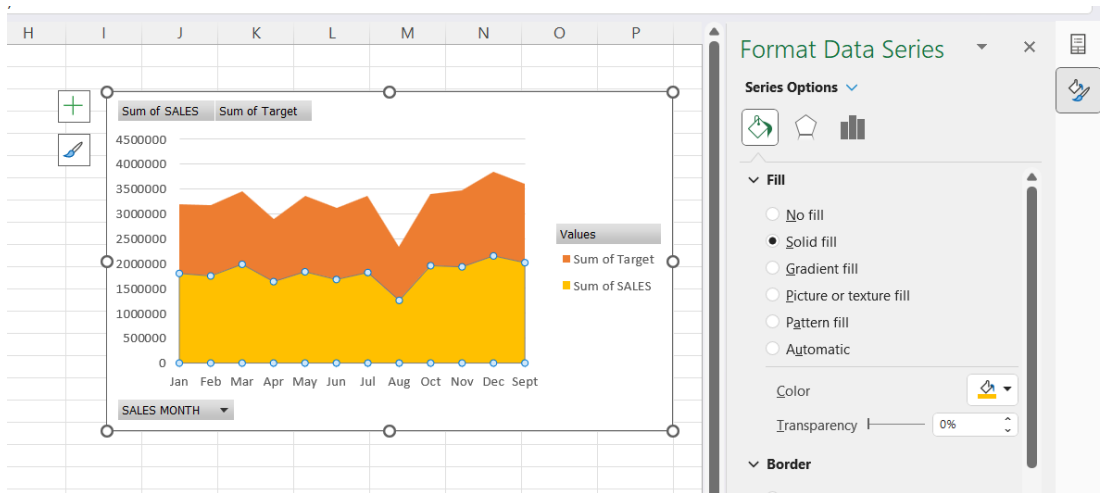 H I J K L M N O P
Sum of SALES Sum of Target
4500000
4000000
3500000
3000000
2500000
2000000
1500000
1000000
500000
0
Jan Feb Mar Apr May Jun Jul Aug Oct Nov Dec Sept
Values
Sum of Target
Sum of SALES
SALES MONTH
Format Data Series
Series Options
Fill
No fill
Solid fill
Gradient fill
Picture or texture fill
Pattern fill
Automatic
Color
Transparency 0%
Border